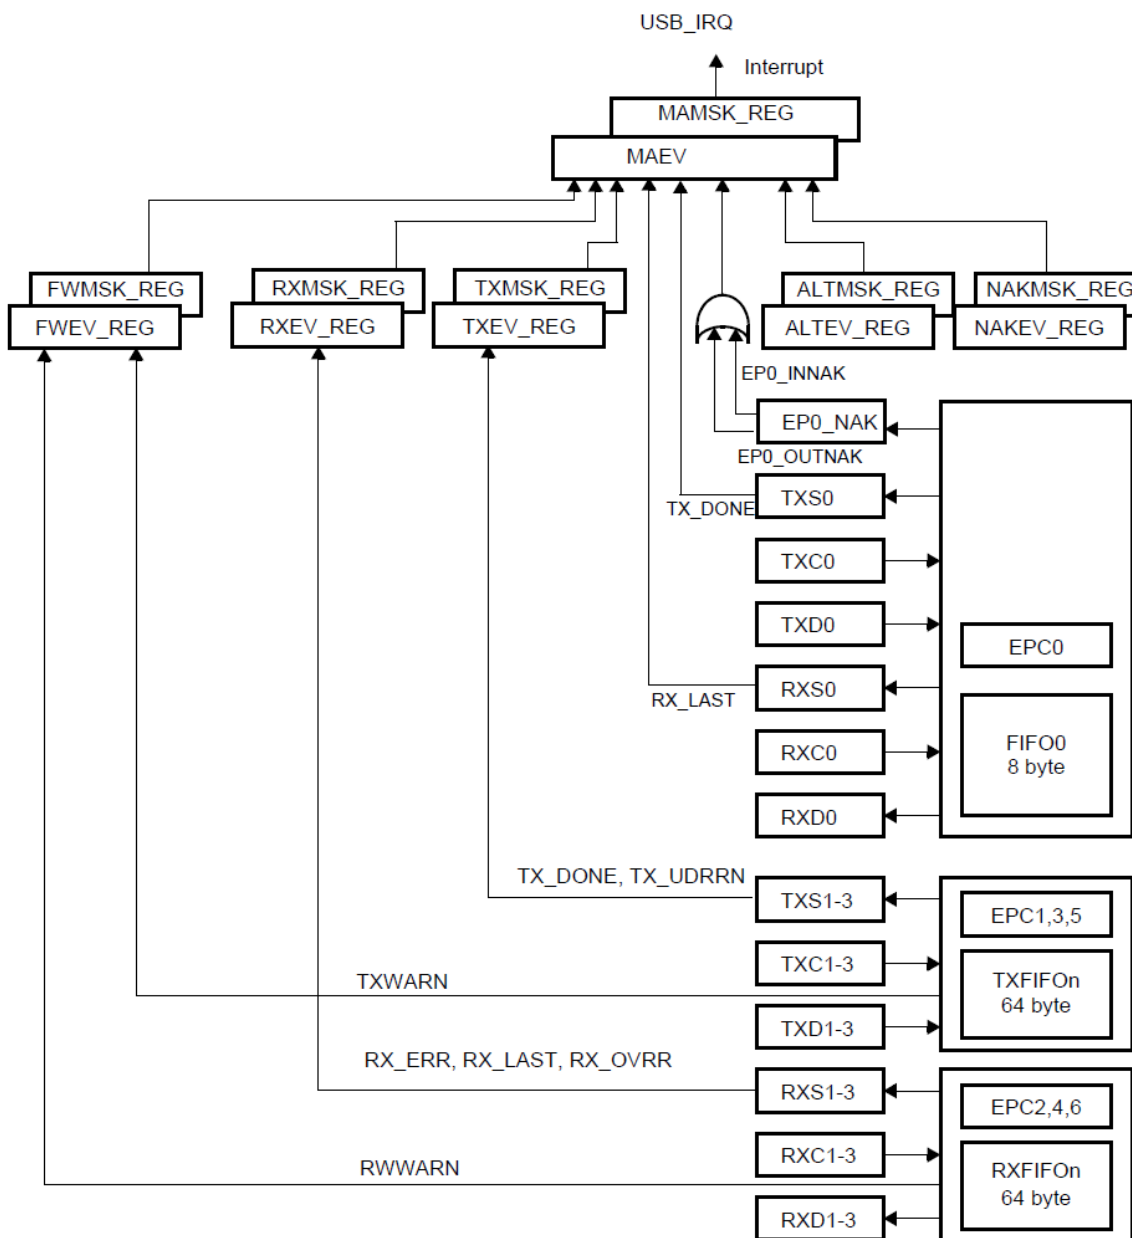 USB_IRQ
Interrupt
MAMSK_REG
MAEV
FWMSK_REG
RXMSK_REG
TXMSK_REG
ALTMSK_REG
NAKMSK_REG
FWEV_REG
RXEV_REG
TXEV_REG
ALTEV_REG
NAKEV_REG
EP0_INNAK
EP0_NAK
EP0_OUTNAK
TXS0
TX_DONE
TXC0
TXD0
EPC0
RXS0
RX_LAST
FIFO0
8 byte
RXC0
RXD0
TX_DONE, TX_UDRRN
TXS1-3
EPC1,3,5
TXC1-3
TXFIFOn
64 byte
TXWARN
TXD1-3
RX_ERR, RX_LAST, RX_OVRR
RXS1-3
EPC2,4,6
RXC1-3
RWWARN
RXFIFOn
64 byte
RXD1-3